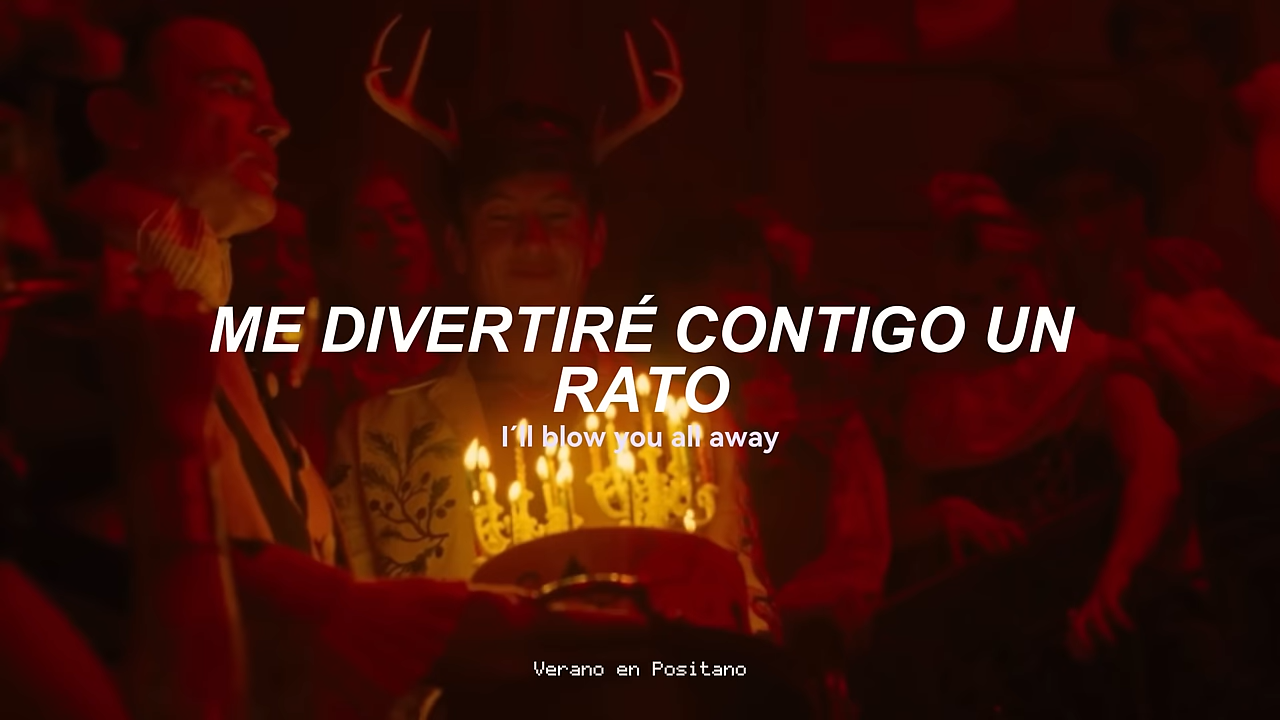 ME DIVERTIRÉ CONTIGO UN
RATO
I´ll blow you all away
Verano en Positano